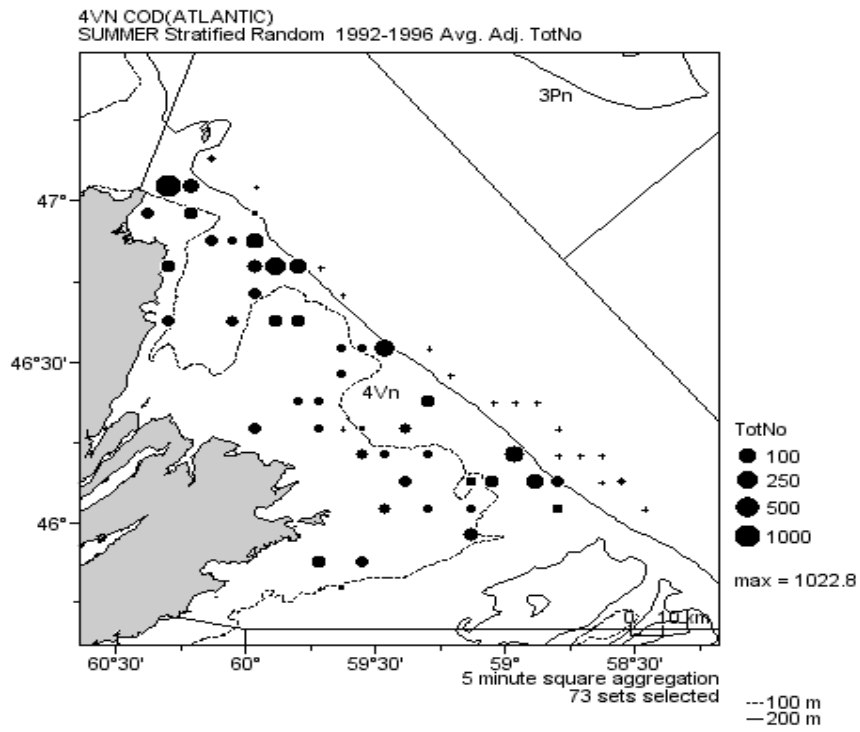 4VN COD(ATLANTIC)
SUMMER Stratified Random 1992-1996 Avg. Adj. TotNo
3Pn
47°
46°30'
4Vn
46°
TotNo
100
250
500
1000
max = 1022.8
0 10 km
60°30' 60° 59°30' 59° 58°30'
5 minute square aggregation
73 sets selected
100 m
200 m